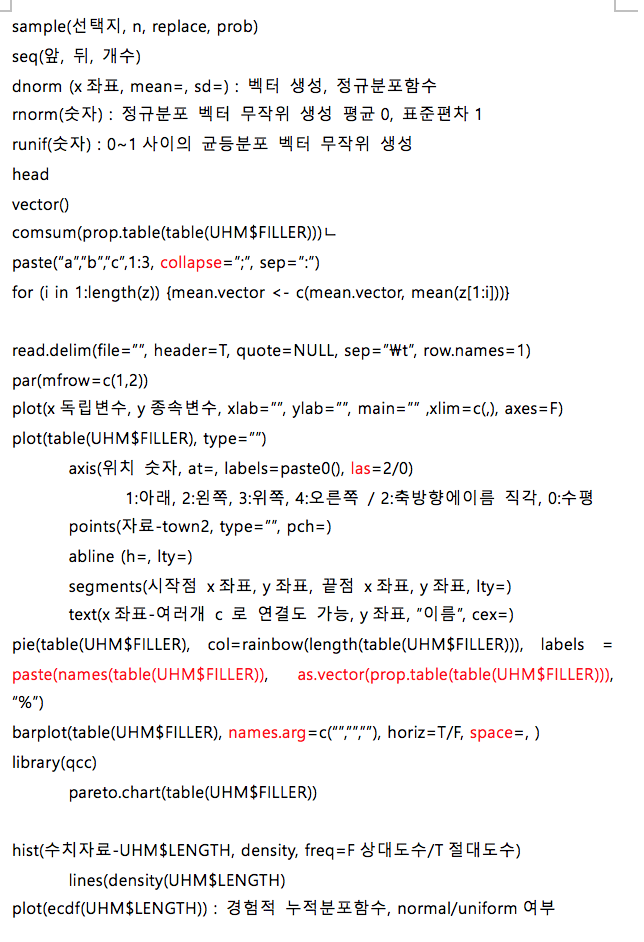 sample(선택지, n, replace, prob)
seq(앞, 뒤, 개수)
dnorm (x 좌표, mean=, sd=) : 벡터 생성, 정규분포함수
rnorm(숫자) : 정규분포 벡터 무작위 생성 평균 0, 표준편차 1
runif(숫자) : 0~1 사이의 균등분포 벡터 무작위 생성
head
vector()
comsum(prop.table(table(UHM$FILLER)))ㄴ
paste(“a”,”b”,”c”,1:3, collapse=”;”, sep=”:”)
for (i in 1:length(z)) {mean.vector <- c(mean.vector, mean(z[1:i]))}
read.delim(file=””, header=T, quote=NULL, sep=”₩t”, row.names=1)
par(mfrow=c(1,2))
plot(x 독립변수, y 종속변수, xlab=””, ylab=””, main=”” ,xlim=c(,), axes=F)
plot(table(UHM$FILLER), type=””)
axis(위치 숫자, at=, labels=paste0(), las=2/0)
1:아래, 2:왼쪽, 3:위쪽, 4:오른쪽 / 2:축방향에이름 직각, 0:수평
points(자료-town2, type=””, pch=)
abline (h=, lty=)
segments(시작점 x 좌표, y 좌표, 끝점 x 좌표, y 좌표, lty=)
text(x 좌표-여러개 c 로 연결도 가능, y 좌표, ”이름”, cex=)
pie(table(UHM$FILLER), col=rainbow(length(table(UHM$FILLER))), labels =
paste(names(table(UHM$FILLER)), as.vector(prop.table(table(UHM$FILLER))),
“%”)
barplot(table(UHM$FILLER), names.arg=c(“”,””,””), horiz=T/F, space=, )
library(qcc)
pareto.chart(table(UHM$FILLER))
hist(수치자료-UHM$LENGTH, density, freq=F 상대도수/T 절대도수)
lines(density(UHM$LENGTH)
plot(ecdf(UHM$LENGTH)) : 경험적 누적분포함수, normal/uniform 여부